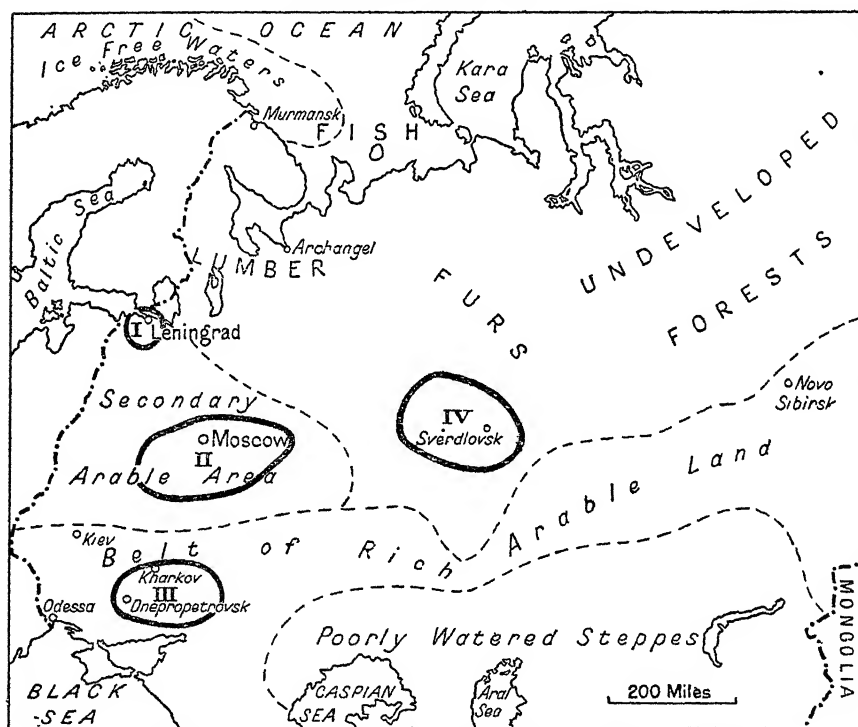 ARCTIC OCEAN
Ice Free Waters
Kara
Sea
Murmansk
FISH
Baltic Sea
Archangel
LUMBER
FURS
UNDEVELOPED
FORESTS
I
Leningrad
Secondary
Arable Area
Moscow
II
IV
Sverdlovsk
Novo
Sibirsk
Belt of Rich Arable Land
Kiev
Kharkov
III
Dnepropetrovsk
Odessa
Poorly Watered Steppes
MONGOLIA
BLACK
SEA
CASPIAN
SEA
Aral
Sea
200 Miles